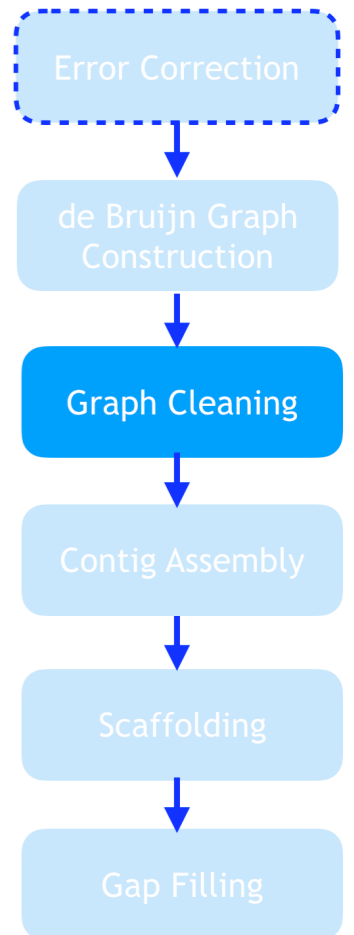 Error Correction
de Bruijn Graph
Construction
Graph Cleaning
Contig Assembly
Scaffolding
Gap Filling